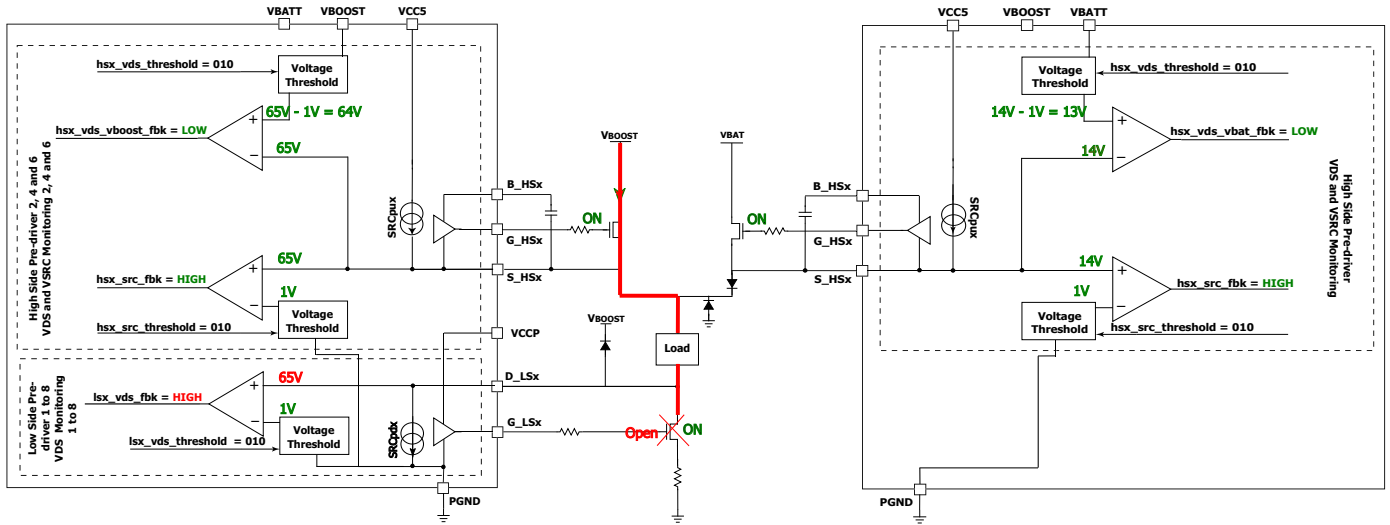 VBATT
VBOOST
VCC5
High Side Pre-driver 2, 4 and 6
VDS and VSRC Monitoring 2, 4 and 6
hsx_vds_threshold = 010
Voltage
Threshold
65V - 1V = 64V
hsx_vds_vboost_fbk = LOW
65V
SRCpux
B_HSx
G_HSx
S_HSx
65V
hsx_src_fbk = HIGH
1V
Voltage
Threshold
hsx_src_threshold = 010
VCCP
Low Side Pre-
driver 1 to 8
VDS Monitoring
1 to 8
65V
lsx_vds_fbk = HIGH
1V
Voltage
Threshold
lsx_vds_threshold = 010
SRCpdx
D_LSx
G_LSx
PGND
VBOOST
ON
VBAT
ON
VBOOST
Load
Open
ON
VCC5
VBOOST
VBATT
Voltage
Threshold
hsx_vds_threshold = 010
14V - 1V = 13V
hsx_vds_vbat_fbk = LOW
14V
B_HSx
G_HSx
S_HSx
SRCpux
14V
hsx_src_fbk = HIGH
1V
Voltage
Threshold
hsx_src_threshold = 010
High Side Pre-driver
VDS and VSRC Monitoring
PGND